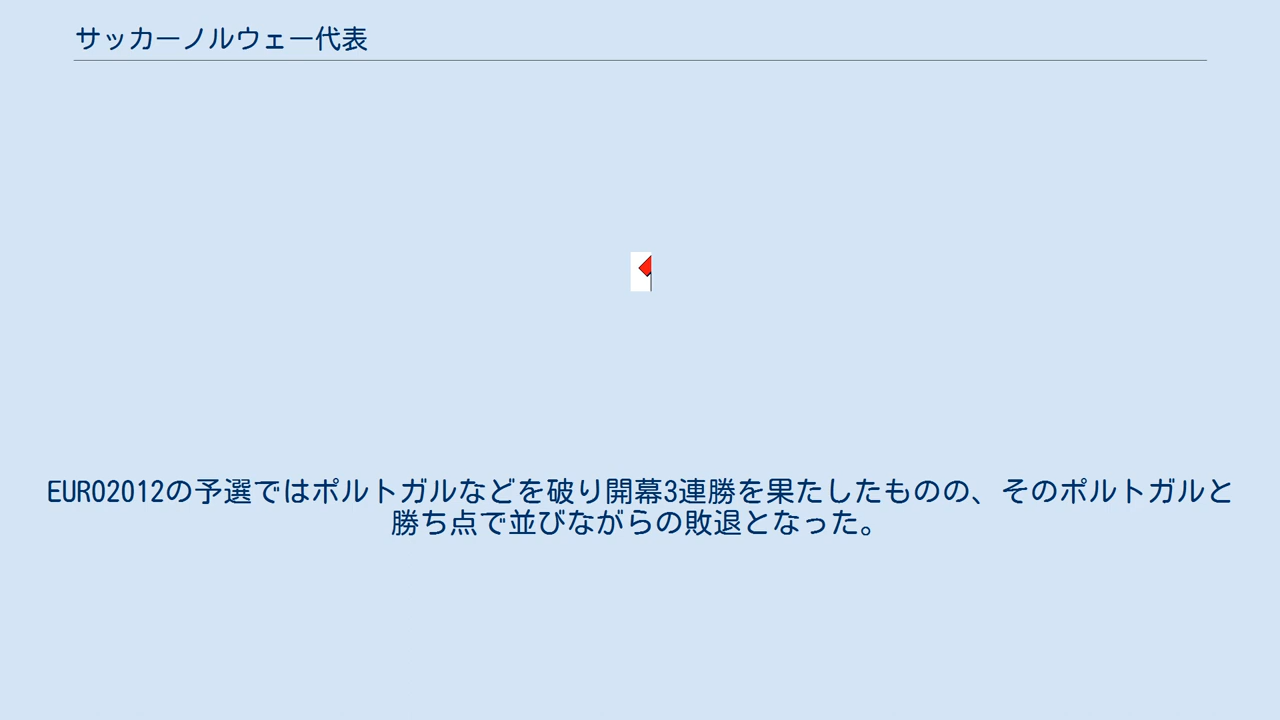 サッカーノルウェー代表
EURO2012の予選ではポルトガルなどを破り開幕3連勝を果たしたものの、そのポルトガルと
勝ち点で並びながらの敗退となった。